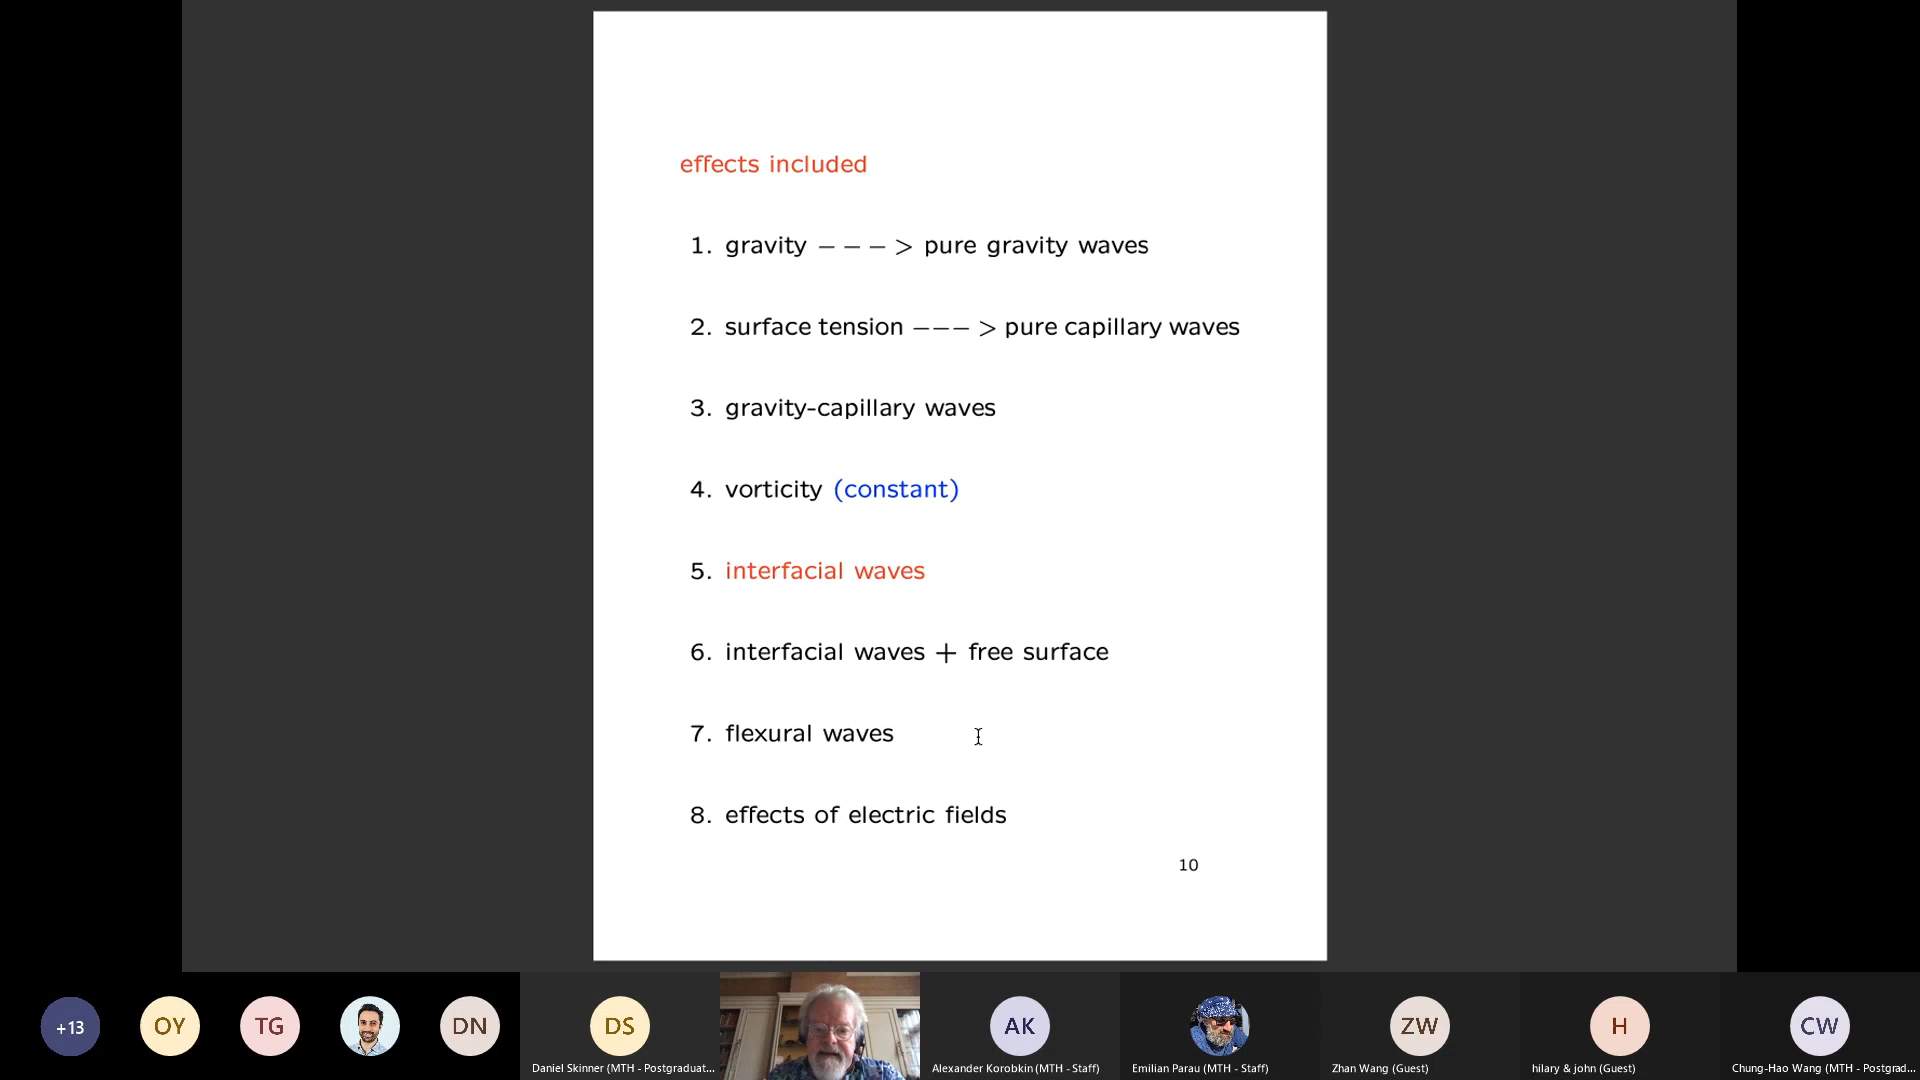 effects included
1. gravity − − − > pure gravity waves
2. surface tension − − − > pure capillary waves
3. gravity-capillary waves
4. vorticity (constant)
5. interfacial waves
6. interfacial waves + free surface
7. flexural waves
8. effects of electric fields
10
+13
OY
TG
DN
DS
AK
ZW
H
CW
Daniel Skinner (MTH - Postgraduat...
Alexander Korobkin (MTH - Staff)
Emilian Parau (MTH - Staff)
Zhan Wang (Guest)
hilary & john (Guest)
Chung-Hao Wang (MTH - Postgrad...